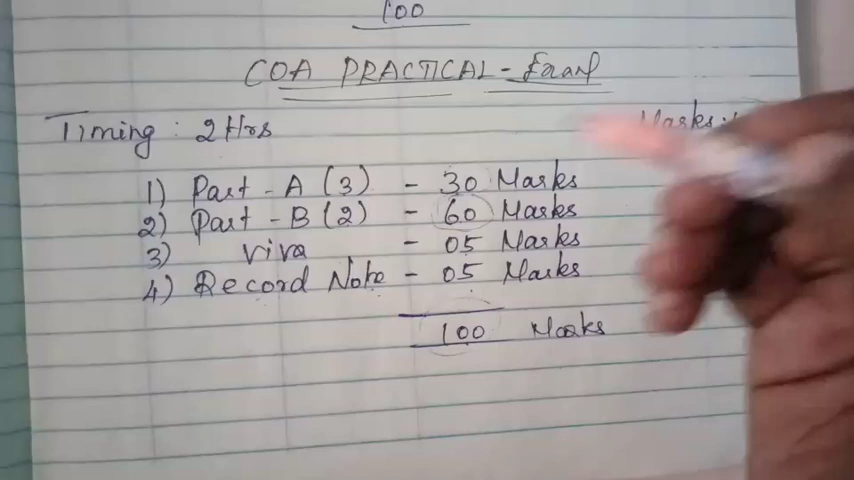 100
COA PRACTICAL - Exam
Timing : 2 Hrs Marks :
1) Part - A (3) - 30 Marks
2) Part - B (2) - 60 Marks
3) Viva - 05 Marks
4) Record Note - 05 Marks
100 Marks